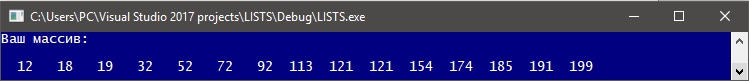 C:\Users\PC\Visual Studio 2017 projects\LISTS\Debug\LISTS.exe
Ваш массив:
12 18 19 32 52 72 92 113 121 121 154 174 185 191 199